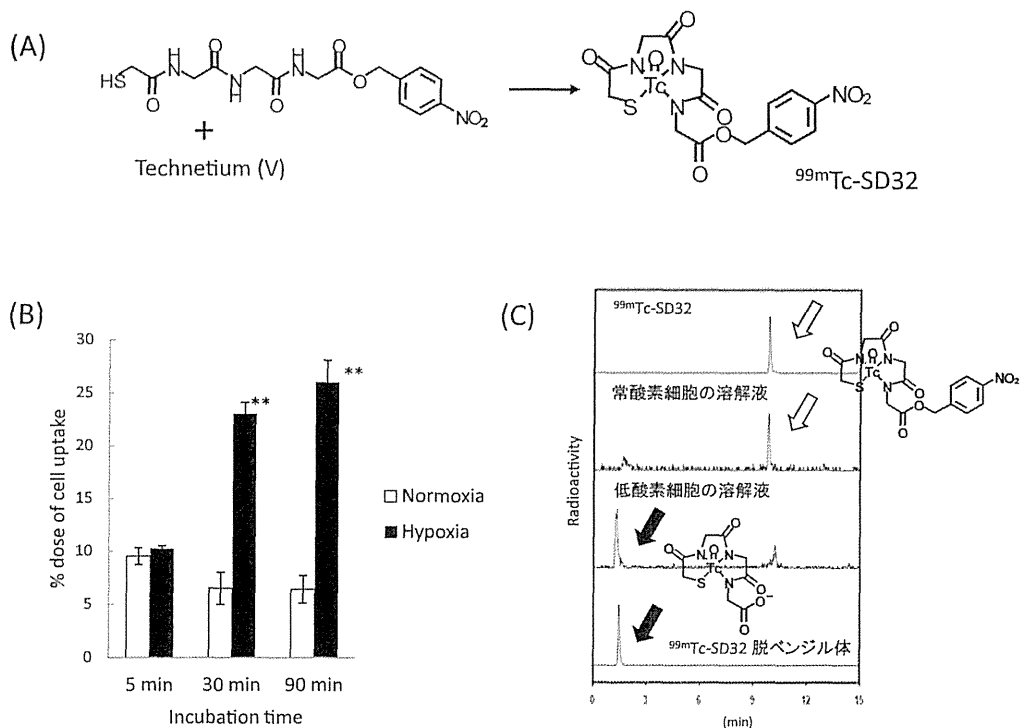 (A)
HS
O
H
N
O
N
H
O
H
N
O
O
NO2
+
Technetium (V)
O
O
O
N
N
Tc
S
N
O
O
O
NO2
99mTc-SD32
(B)
% dose of cell uptake
30
25
20
15
10
5
0
**
**
Normoxia
Hypoxia
5 min
30 min
90 min
Incubation time
(C)
Radioactivity
99mTc-SD32
常酸素細胞の溶解液
低酸素細胞の溶解液
99mTc-SD32 脱ベンジル体
O
O
O
N
N
Tc
S
N
O
O
O
NO2
O
O
O
N
N
Tc
S
N
O
O
O−
0
3
6
9
12
15
(min)